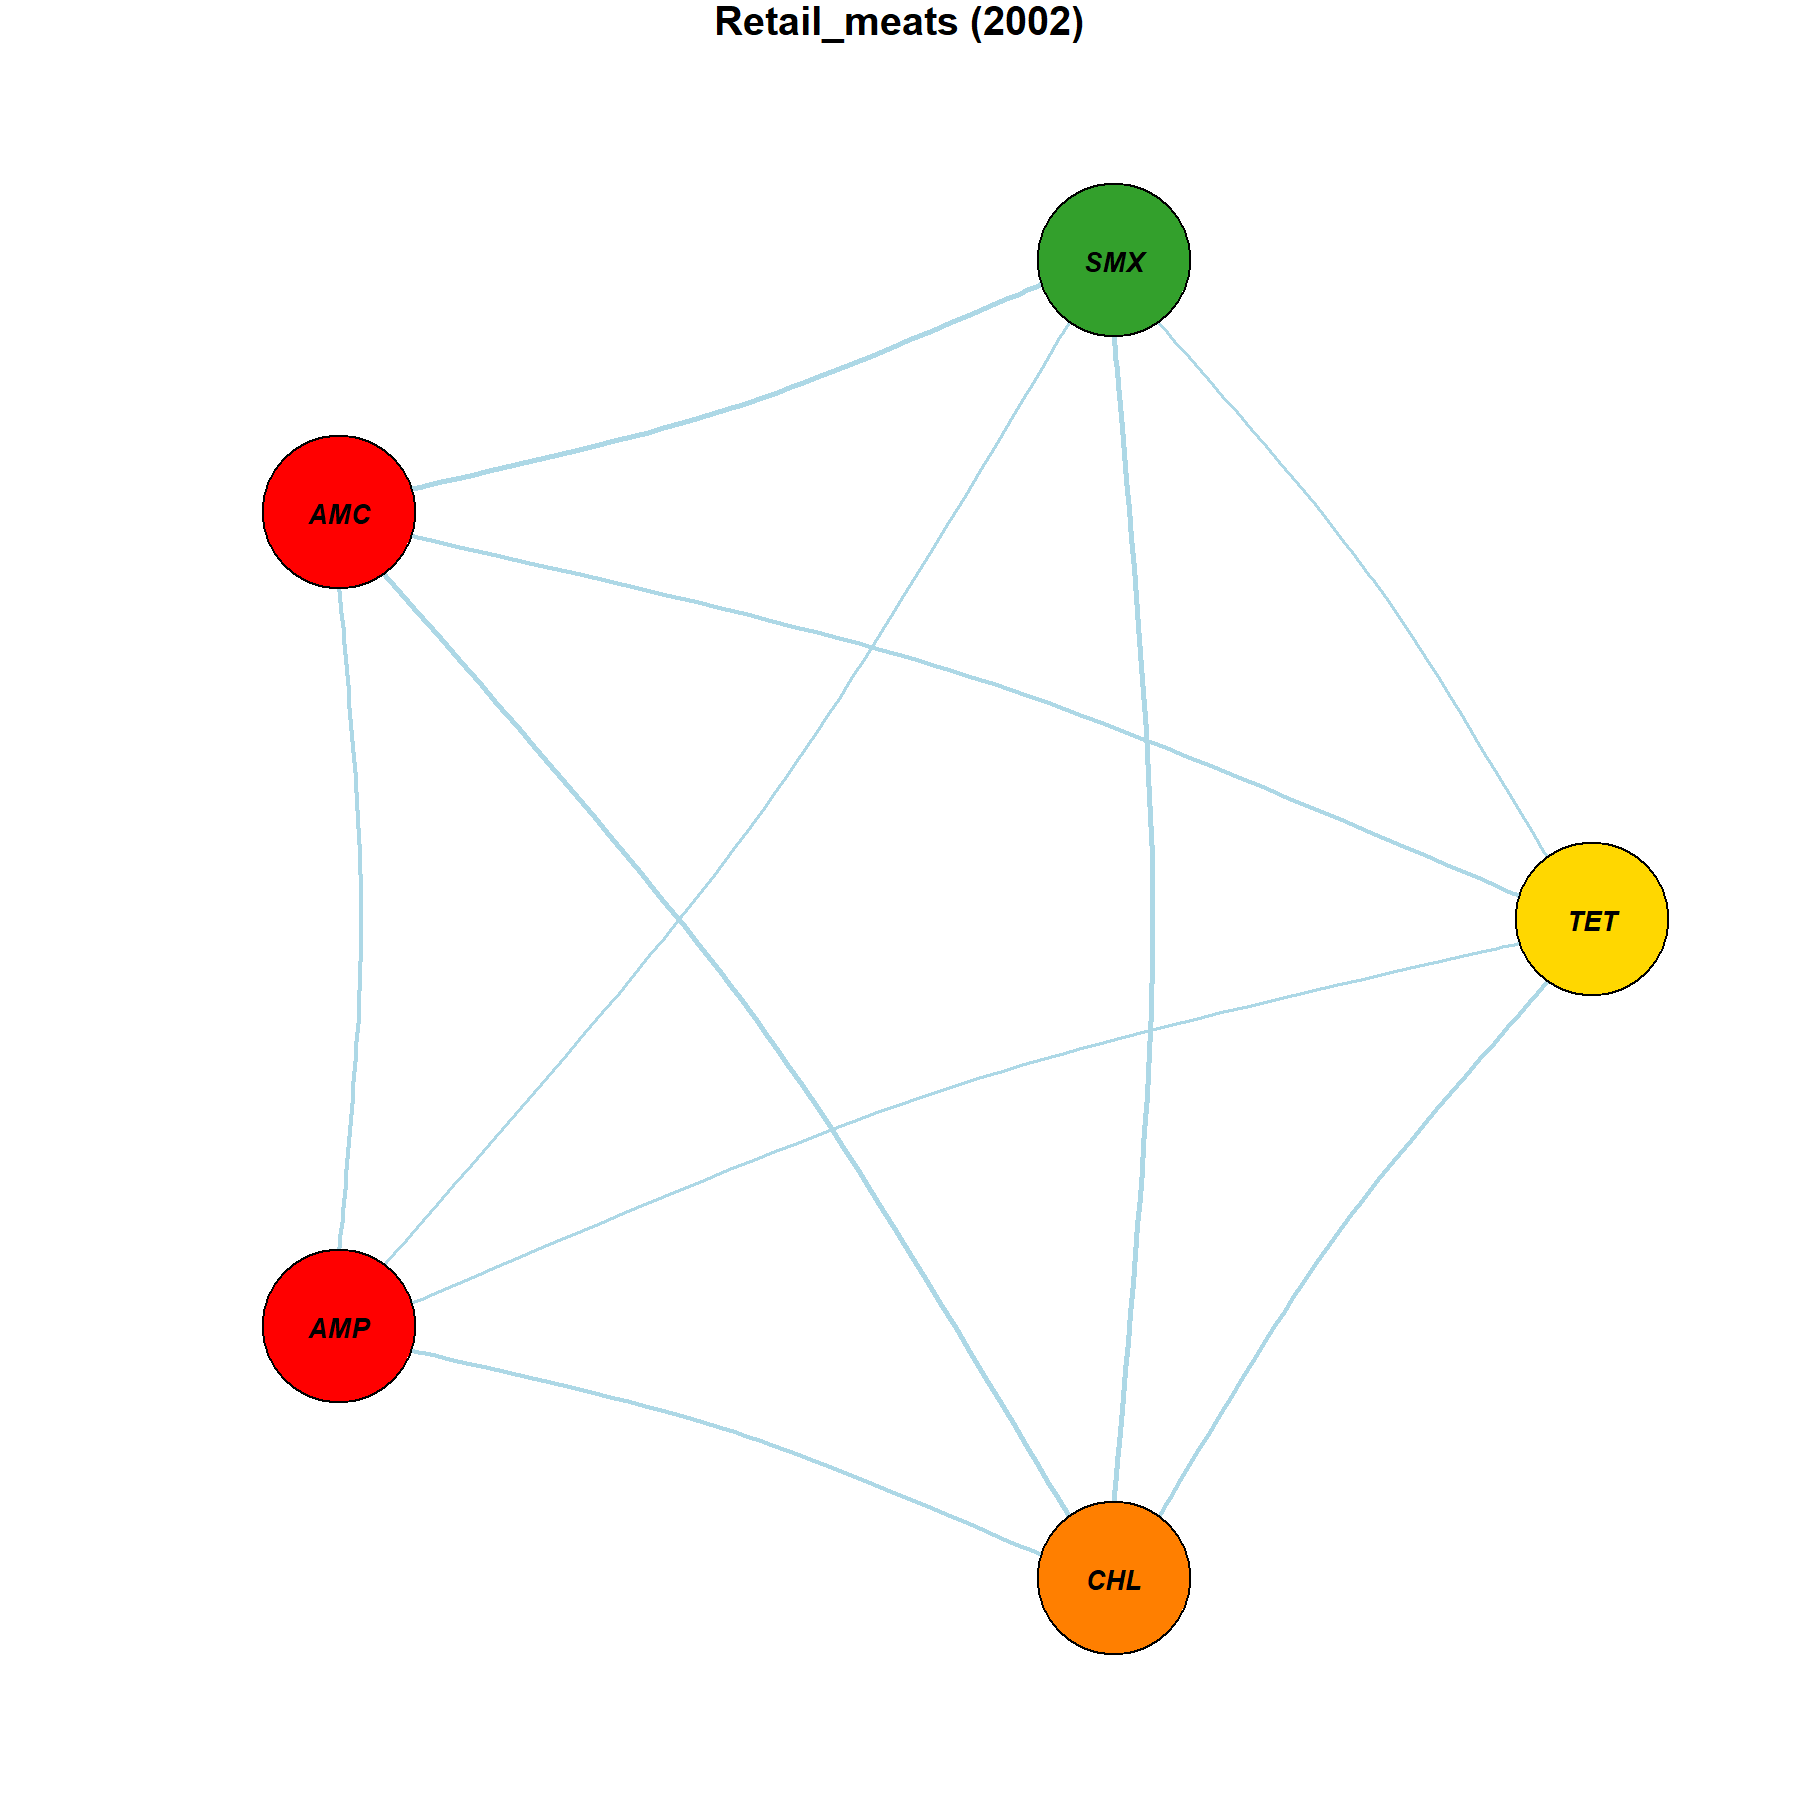 Retail_meats (2002)
SMX
AMC
TET
AMP
CHL